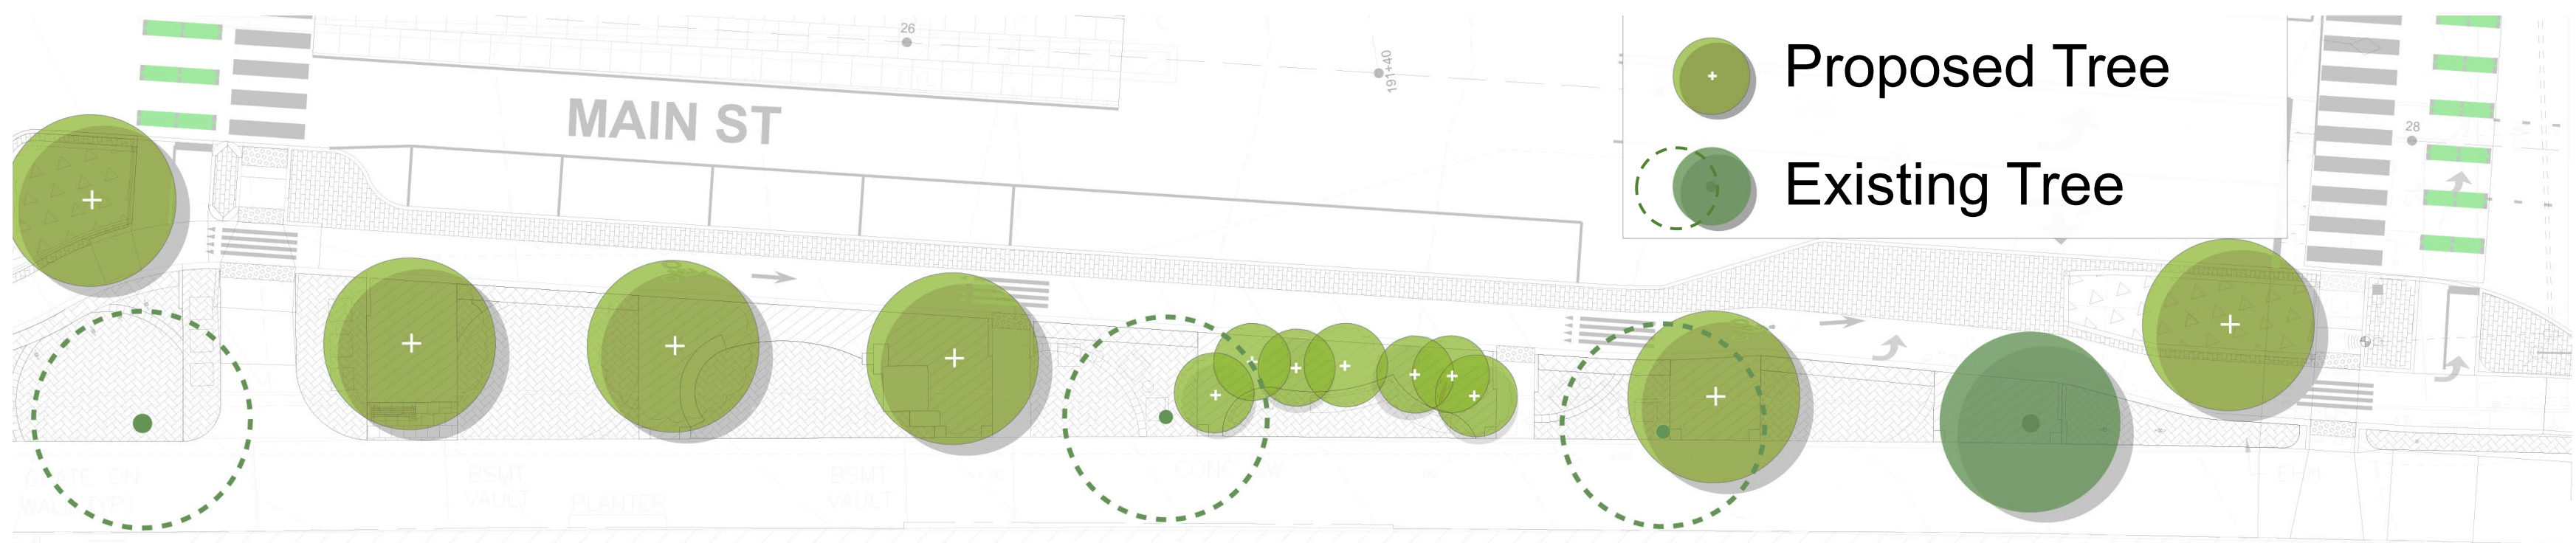 26
191+40
MAIN ST
Proposed Tree
Existing Tree
28
BSMT
VAULT
PLANTER
BSMT
VAULT